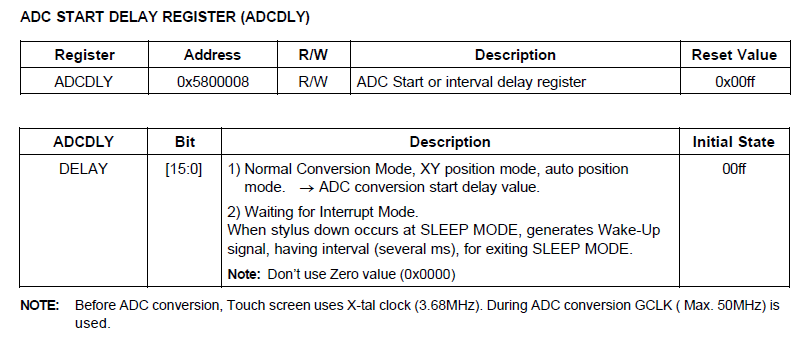 ADC START DELAY REGISTER (ADCDLY)
Register Address R/W Description Reset Value
ADCDLY 0x5800008 R/W ADC Start or interval delay register 0x00ff
ADCDLY Bit Description Initial State
DELAY [15:0] 1) Normal Conversion Mode, XY position mode, auto position 00ff
mode. → ADC conversion start delay value.
2) Waiting for Interrupt Mode.
When stylus down occurs at SLEEP MODE, generates Wake-Up
signal, having interval (several ms), for exiting SLEEP MODE.
Note: Don't use Zero value (0x0000)
NOTE: Before ADC conversion, Touch screen uses X-tal clock (3.68MHz). During ADC conversion GCLK ( Max. 50MHz) is
used.